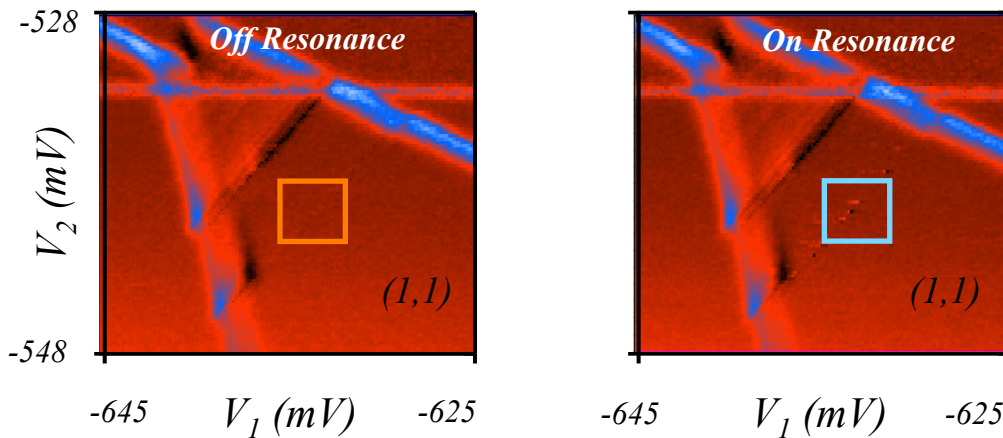 -528
Off Resonance
V2 (mV)
(1,1)
-548
-645
V1 (mV)
-625
On Resonance
(1,1)
-645
V1 (mV)
-625